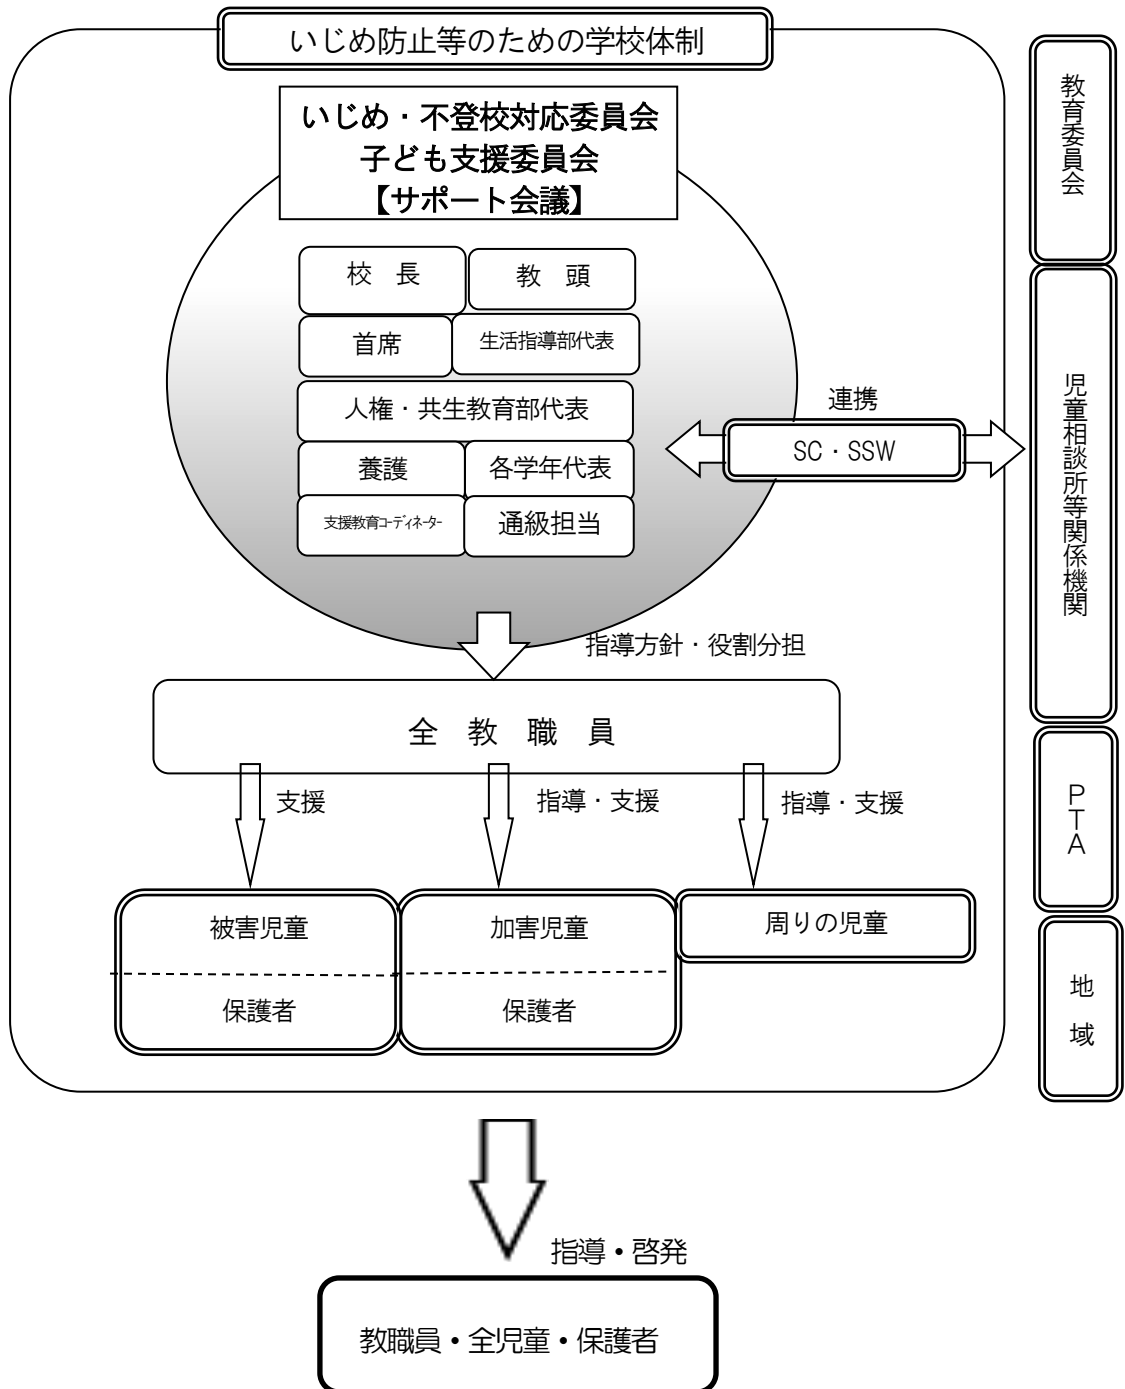 いじめ防止等のための学校体制
いじめ・不登校対応委員会
子ども支援委員会
【サポート会議】
校　長
教　頭
首席
生活指導部代表
人権・共生教育部代表
養護
各学年代表
支援教育ｺｰﾃﾞｨﾈｰﾀｰ
通級担当
連携
SC・SSW
指導方針・役割分担
全　教　職　員
支援
指導・支援
指導・支援
被害児童
保護者
加害児童
保護者
周りの児童
教育委員会
児童相談所等関係機関
ＰＴＡ
地　域
指導・啓発
教職員・全児童・保護者